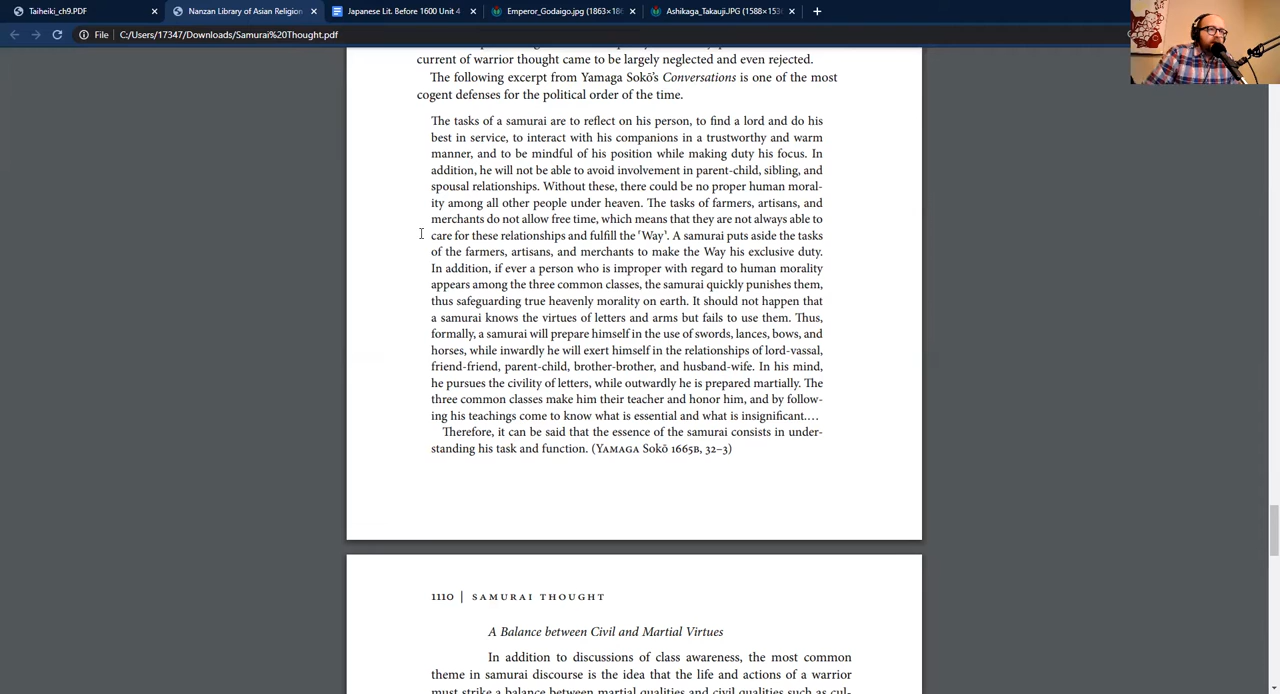 Taiheiki_ch9.PDF
Nanzan Library of Asian Religion
Japanese Lit. Before 1600 Unit 4
Emperor_Godaigo.jpg (1863×186
Ashikaga_Takauji.JPG (1588×153
File C:/Users/17347/Downloads/Samurai%20Thought.pdf
current of warrior thought came to be largely neglected and even rejected.
The following excerpt from Yamaga Sokō's Conversations is one of the most
cogent defenses for the political order of the time.
The tasks of a samurai are to reflect on his person, to find a lord and do his
best in service, to interact with his companions in a trustworthy and warm
manner, and to be mindful of his position while making duty his focus. In
addition, he will not be able to avoid involvement in parent-child, sibling, and
spousal relationships. Without these, there could be no proper human moral-
ity among all other people under heaven. The tasks of farmers, artisans, and
merchants do not allow free time, which means that they are not always able to
care for these relationships and fulfill the 'Way'. A samurai puts aside the tasks
of the farmers, artisans, and merchants to make the Way his exclusive duty.
In addition, if ever a person who is improper with regard to human morality
appears among the three common classes, the samurai quickly punishes them,
thus safeguarding true heavenly morality on earth. It should not happen that
a samurai knows the virtues of letters and arms but fails to use them. Thus,
formally, a samurai will prepare himself in the use of swords, lances, bows, and
horses, while inwardly he will exert himself in the relationships of lord-vassal,
friend-friend, parent-child, brother-brother, and husband-wife. In his mind,
he pursues the civility of letters, while outwardly he is prepared martially. The
three common classes make him their teacher and honor him, and by follow-
ing his teachings come to know what is essential and what is insignificant.…
Therefore, it can be said that the essence of the samurai consists in under-
standing his task and function. (Yamaga Sokō 1665B, 32–3)
1110 | SAMURAI THOUGHT
A Balance between Civil and Martial Virtues
In addition to discussions of class awareness, the most common
theme in samurai discourse is the idea that the life and actions of a warrior
must strike a balance between martial qualities and civil qualities such as cul-